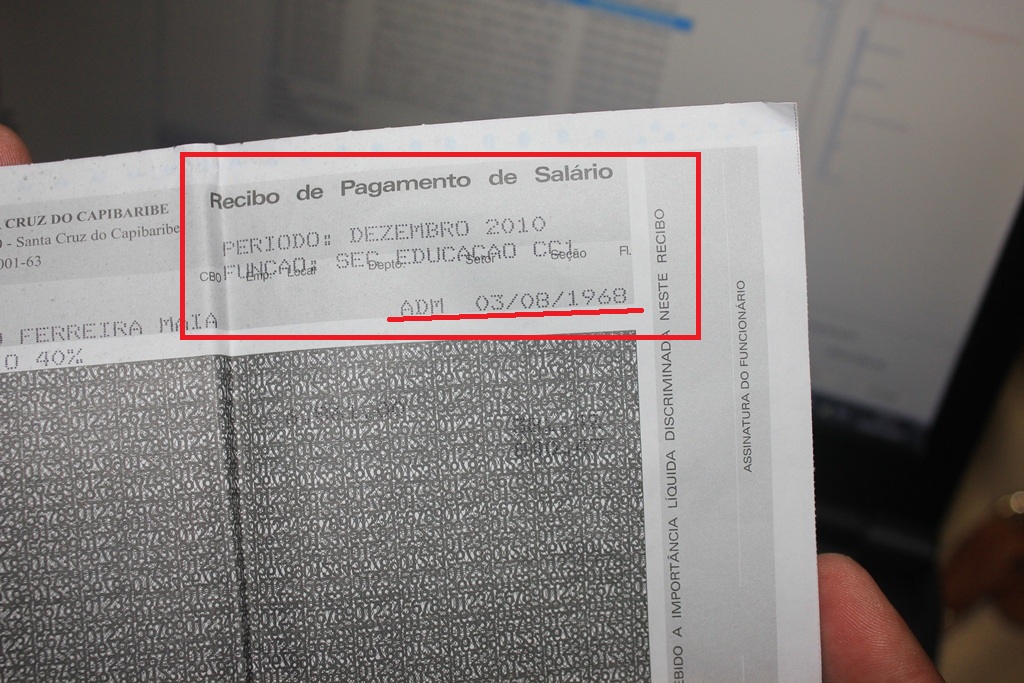 Recibo de Pagamento de Salário
CRUZ DO CAPIBARIBE
- Santa Cruz do Capibaribe
001-63
PERIODO: DEZEMBRO 2010
FUNCAO: SEC EDUCACAO CC1
CBO Emp. Local Depto. Setor Seção Fl.
ADM 03/08/1968
FERREIRA MAIA
O 40%
EBIDO A IMPORTÂNCIA LÍQUIDA DISCRIMINADA NESTE RECIBO
ASSINATURA DO FUNCIONÁRIO